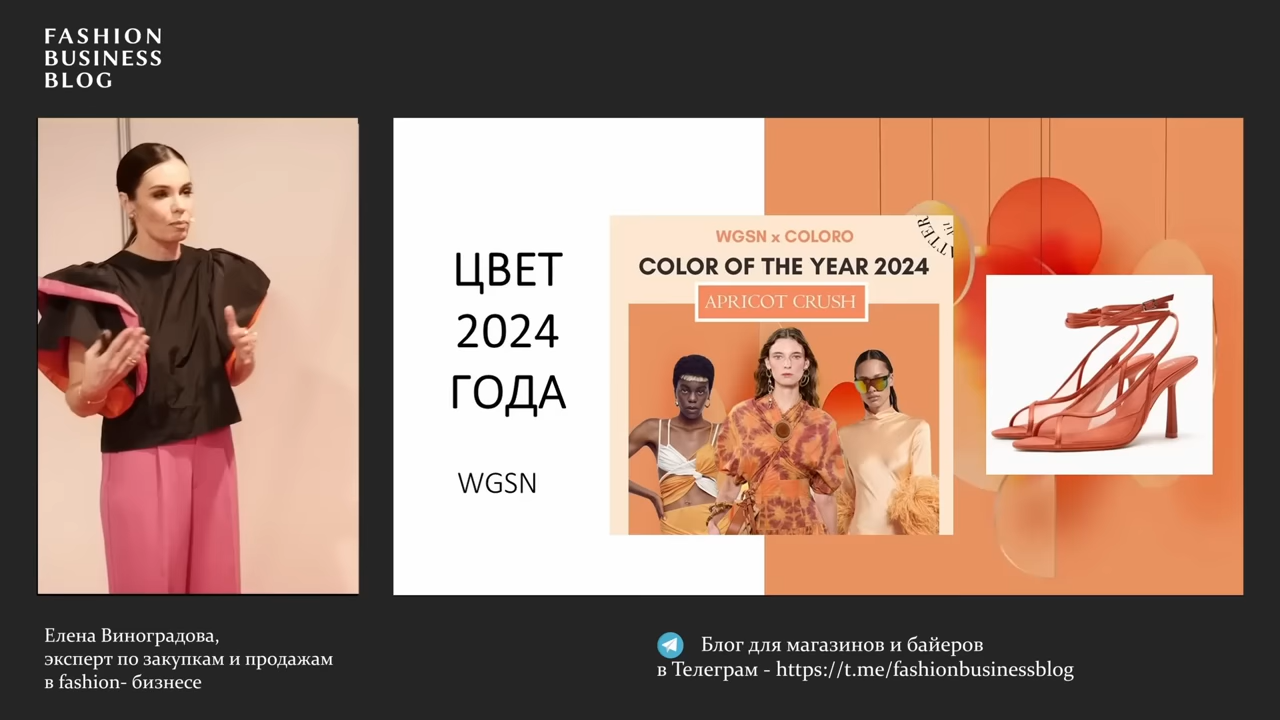 FASHION
BUSINESS
BLOG
ЦВЕТ
2024
ГОДА
WGSN
WGSN x COLORO
COLOR OF THE YEAR 2024
APRICOT CRUSH
Елена Виноградова,
эксперт по закупкам и продажам
в fashion- бизнесе
Блог для магазинов и байеров
в Телеграм - https://t.me/fashionbusinessblog